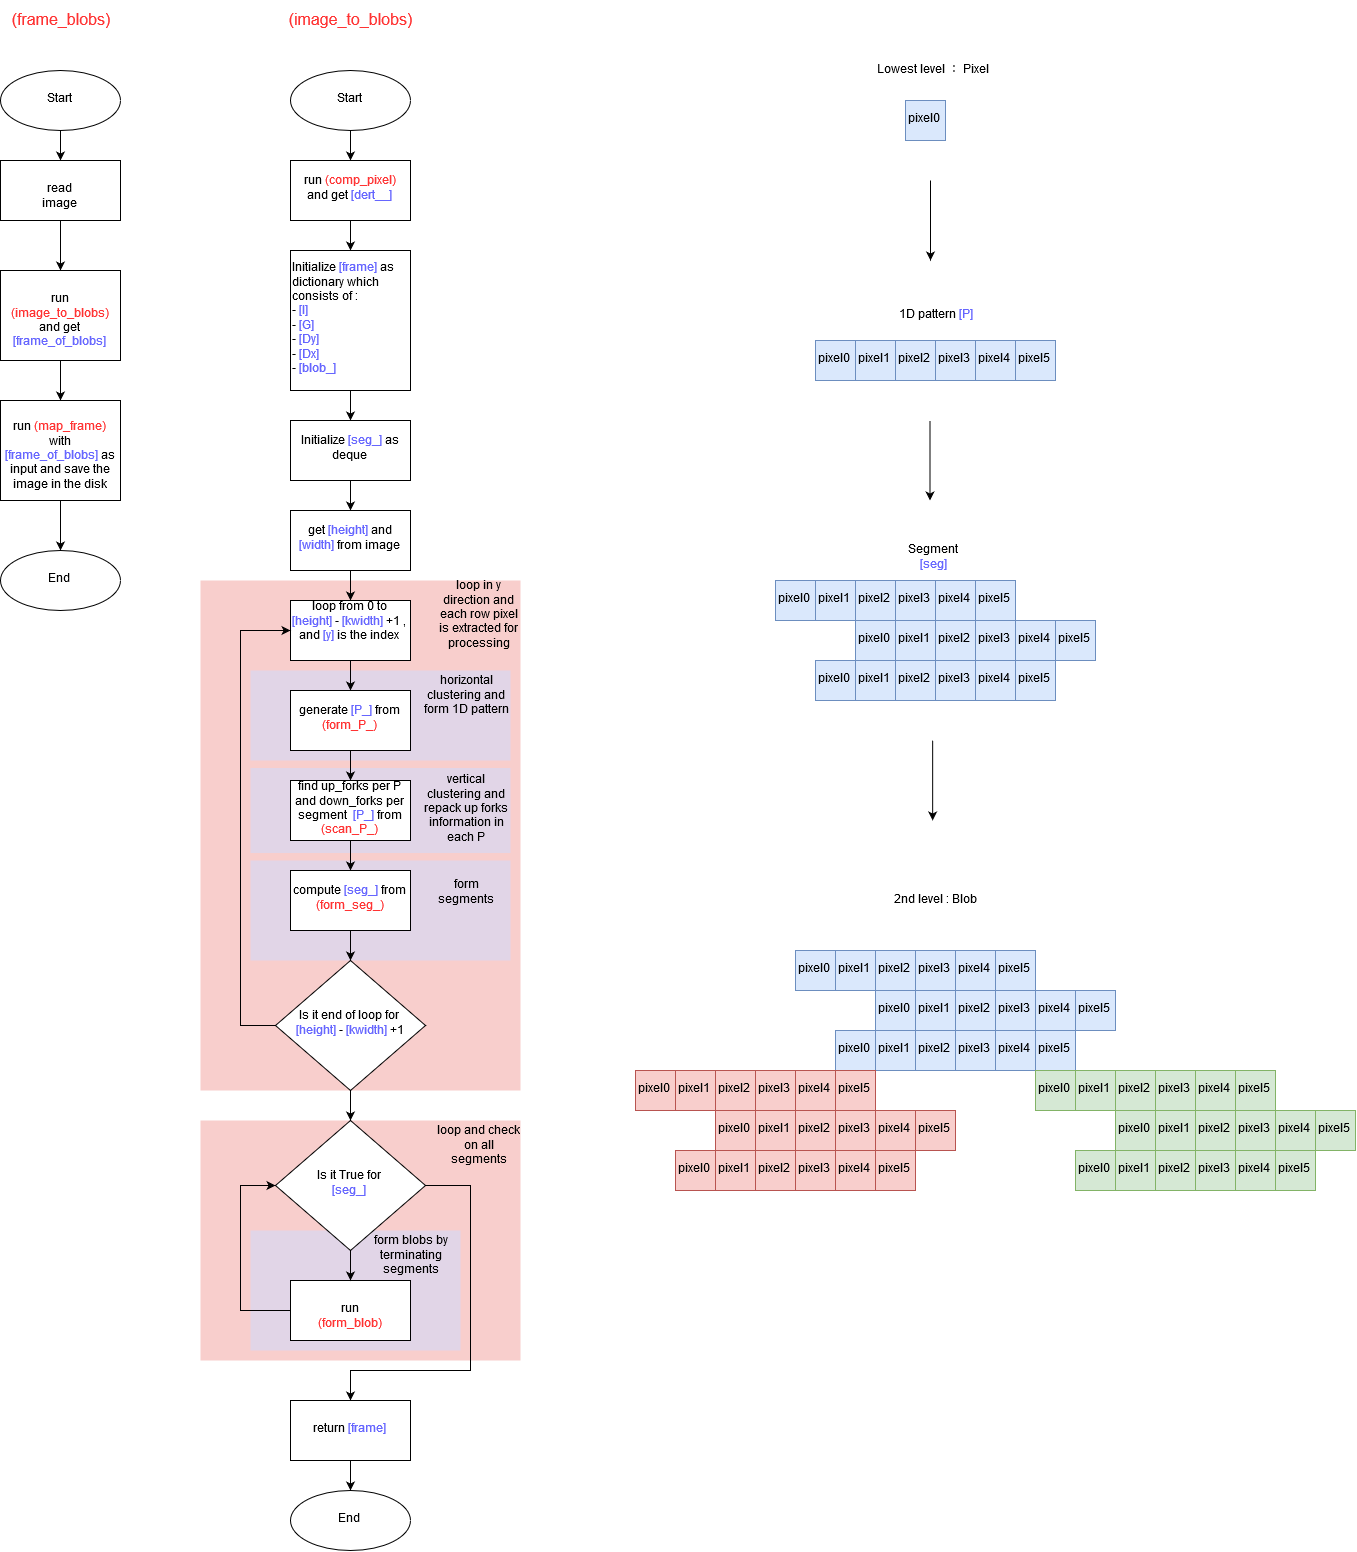 (frame_blobs)
Start
read
image
run
(image_to_blobs)
and get
[frame_of_blobs]
run (map_frame)
with
[frame_of_blobs] as
input and save the
image in the disk
End
(image_to_blobs)
Start
run (comp_pixel)
and get [dert__]
Initialize [frame] as
dictionary which
consists of :
- [I]
- [G]
- [Dy]
- [Dx]
- [blob_]
Initialize [seg_] as
deque
get [height] and
[width] from image
loop in y
direction and
each row pixel
is extracted for
processing
loop from 0 to
[height] - [kwidth] +1 ,
and [y] is the index
horizontal
clustering and
form 1D pattern
generate [P_] from
(form_P_)
vertical
clustering and
repack up forks
information in
each P
find up_forks per P
and down_forks per
segment [P_] from
(scan_P_)
form
segments
compute [seg_] from
(form_seg_)
Is it end of loop for
[height] - [kwidth] +1
loop and check
on all
segments
Is it True for
[seg_]
form blobs by
terminating
segments
run
(form_blob)
return [frame]
End
Lowest level : Pixel
pixel0
1D pattern [P]
pixel0 pixel1 pixel2 pixel3 pixel4 pixel5
Segment
[seg]
pixel0 pixel1 pixel2 pixel3 pixel4 pixel5
pixel0 pixel1 pixel2 pixel3 pixel4 pixel5
pixel0 pixel1 pixel2 pixel3 pixel4 pixel5
2nd level : Blob
pixel0 pixel1 pixel2 pixel3 pixel4 pixel5
pixel0 pixel1 pixel2 pixel3 pixel4 pixel5
pixel0 pixel1 pixel2 pixel3 pixel4 pixel5
pixel0 pixel1 pixel2 pixel3 pixel4 pixel5 pixel0 pixel1 pixel2 pixel3 pixel4 pixel5
pixel0 pixel1 pixel2 pixel3 pixel4 pixel5 pixel0 pixel1 pixel2 pixel3 pixel4 pixel5
pixel0 pixel1 pixel2 pixel3 pixel4 pixel5 pixel0 pixel1 pixel2 pixel3 pixel4 pixel5